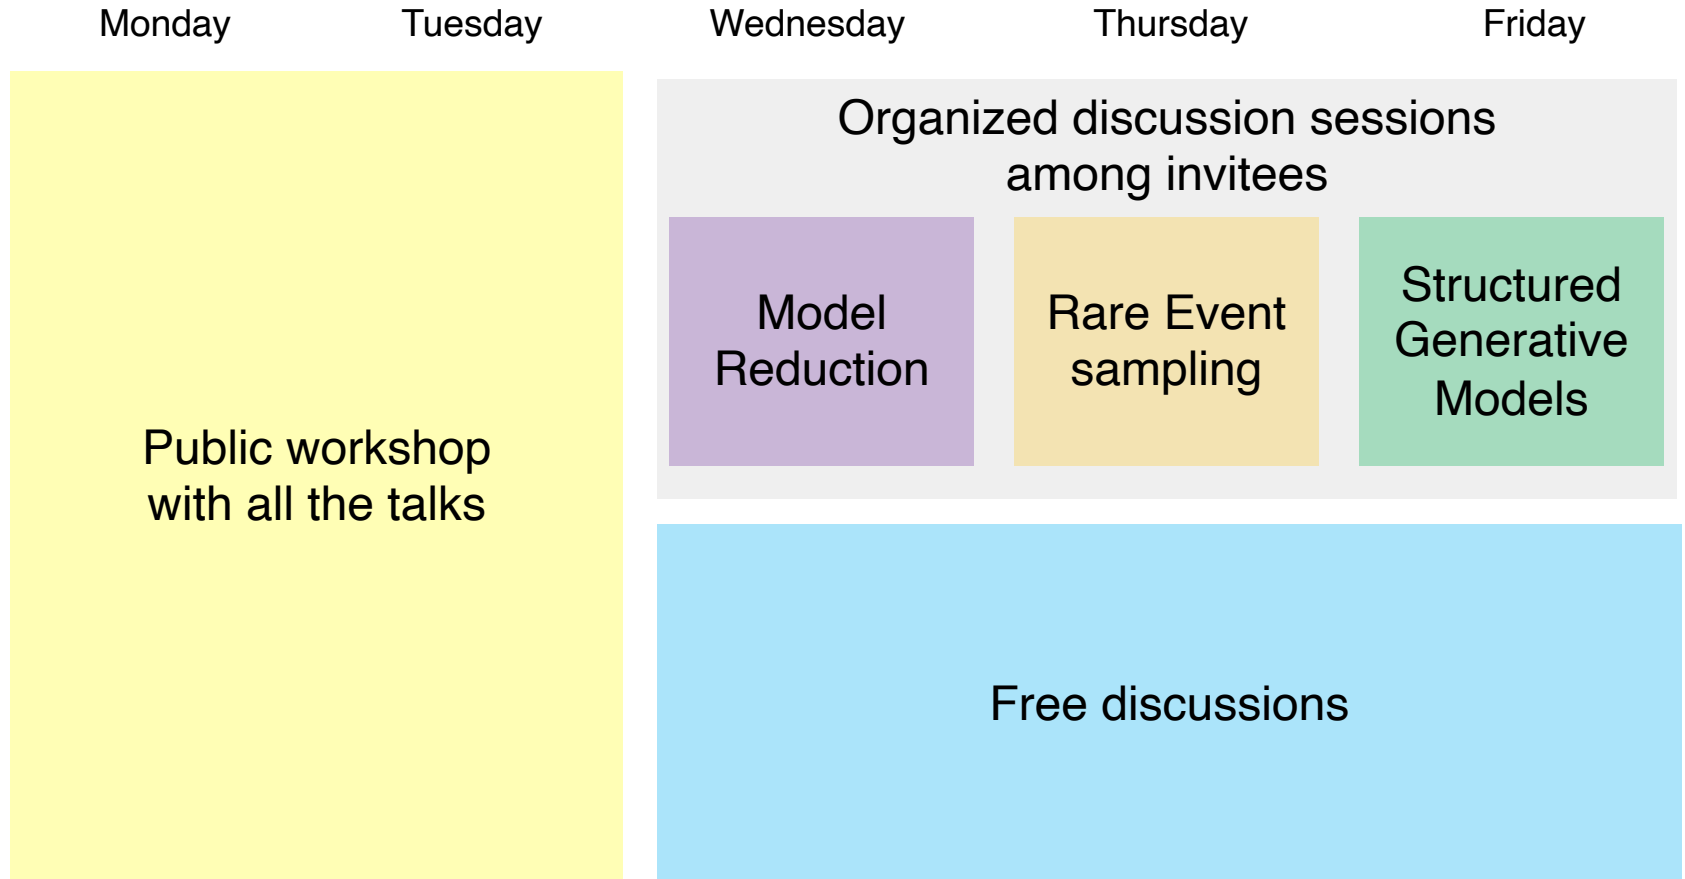 Monday
Tuesday
Wednesday
Thursday
Friday
Public workshop
with all the talks
Organized discussion sessions
among invitees
Model
Reduction
Rare Event
sampling
Structured
Generative
Models
Free discussions